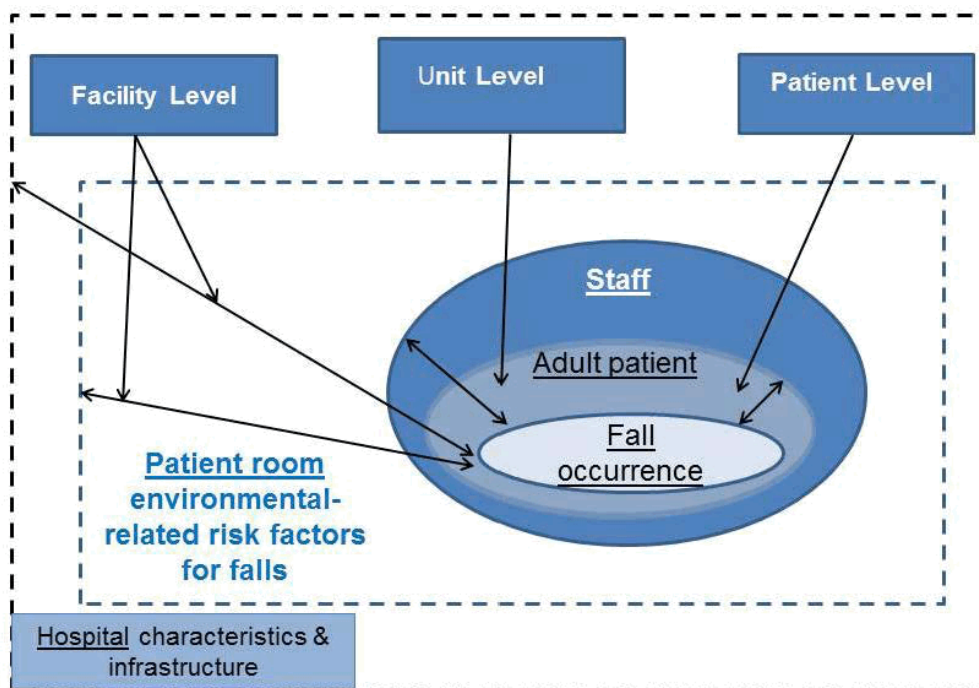 Facility Level
Unit Level
Patient Level
Staff
Adult patient
Fall
occurrence
Patient room
environmental-
related risk factors
for falls
Hospital characteristics &
infrastructure